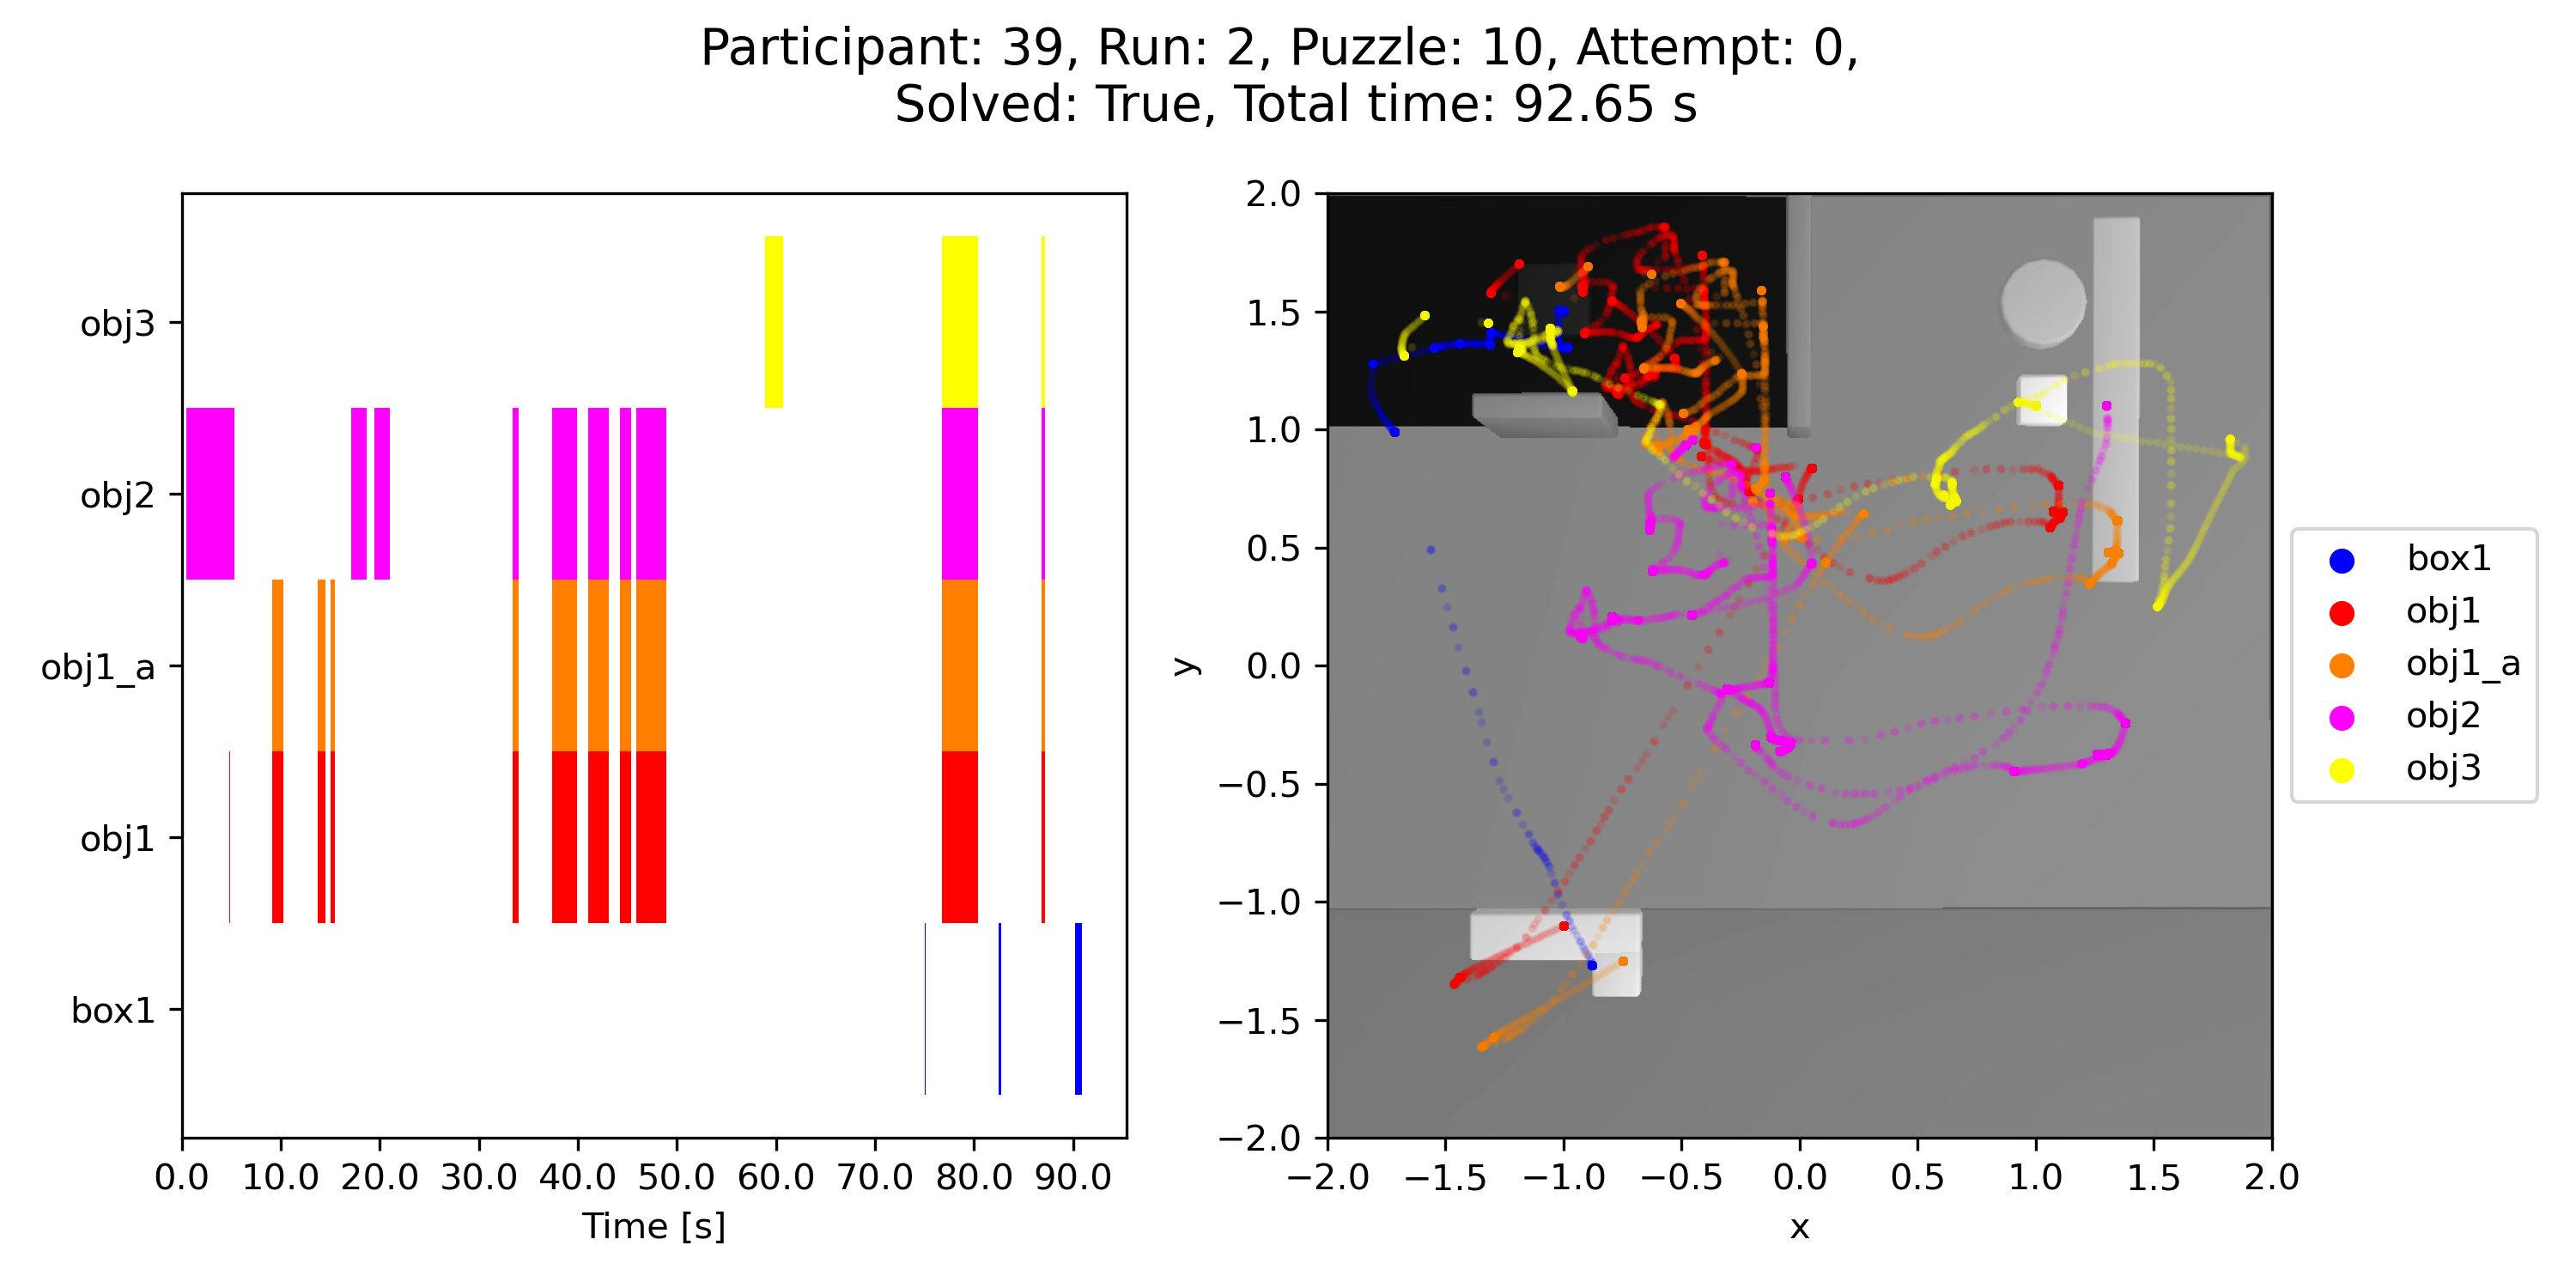 Participant: 39, Run: 2, Puzzle: 10, Attempt: 0,
Solved: True, Total time: 92.65 s
obj3
obj2
obj1_a
obj1
box1
0.0 10.0 20.0 30.0 40.0 50.0 60.0 70.0 80.0 90.0
Time [s]
2.0
1.5
1.0
0.5
0.0
−0.5
−1.0
−1.5
−2.0
y
−2.0 −1.5 −1.0 −0.5 0.0 0.5 1.0 1.5 2.0
x
box1
obj1
obj1_a
obj2
obj3